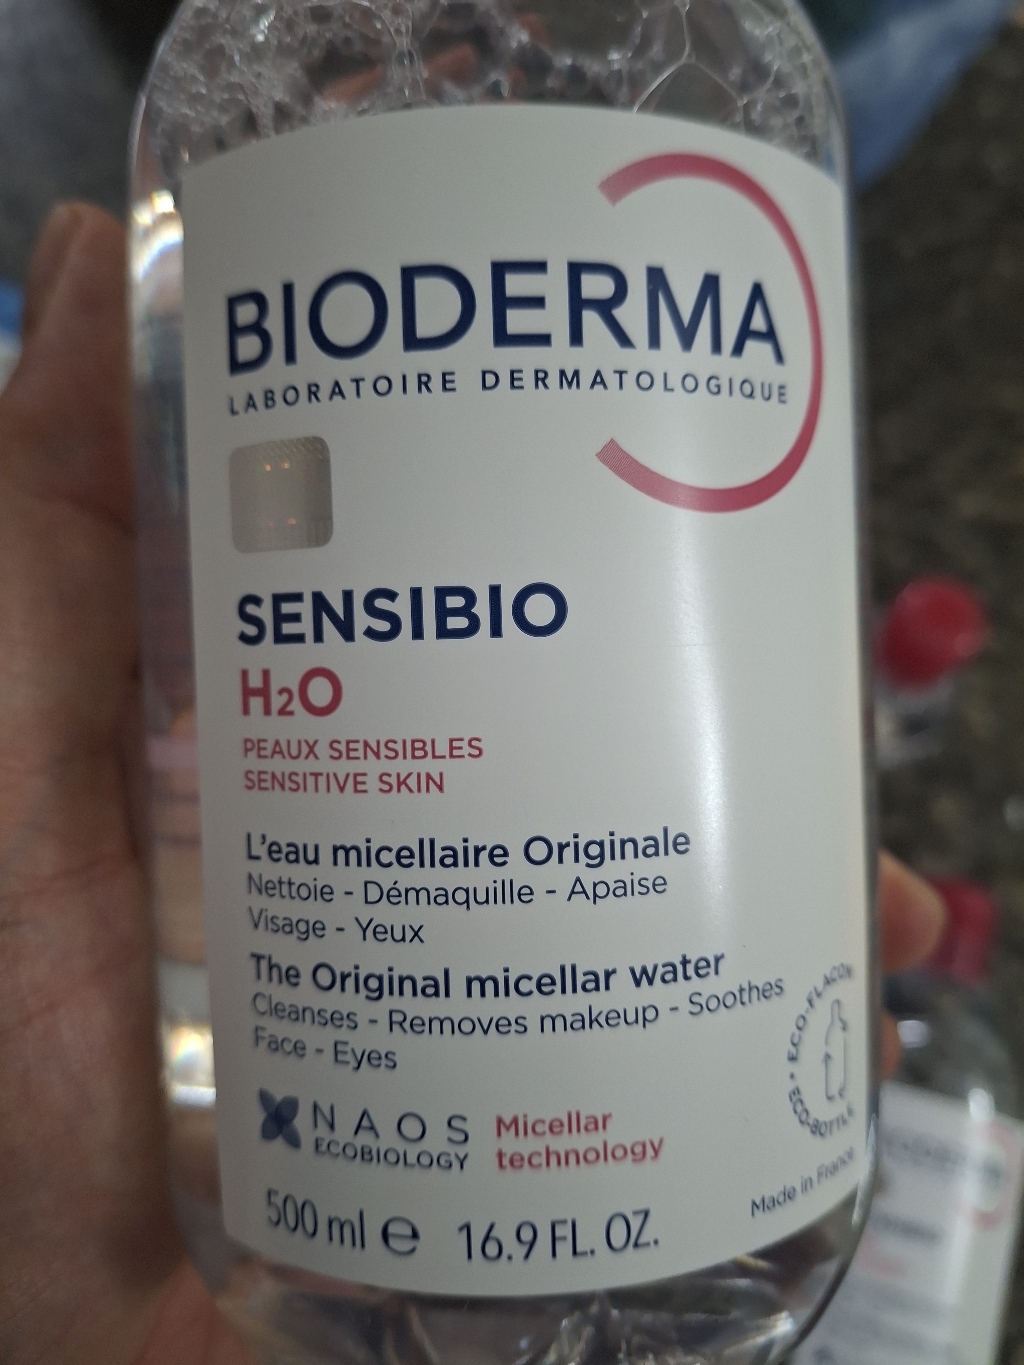 BIODERMA
LABORATOIRE DERMATOLOGIQUE
SENSIBIO
H2O
PEAUX SENSIBLES
SENSITIVE SKIN
L'eau micellaire Originale
Nettoie - Démaquille - Apaise
Visage - Yeux
The Original micellar water
Cleanses - Removes makeup - Soothes
Face - Eyes
ECO-FLACON • ECO-BOTTLE
NAOS
ECOBIOLOGY
Micellar
technology
Made in France
500 ml e 16.9 FL. OZ.